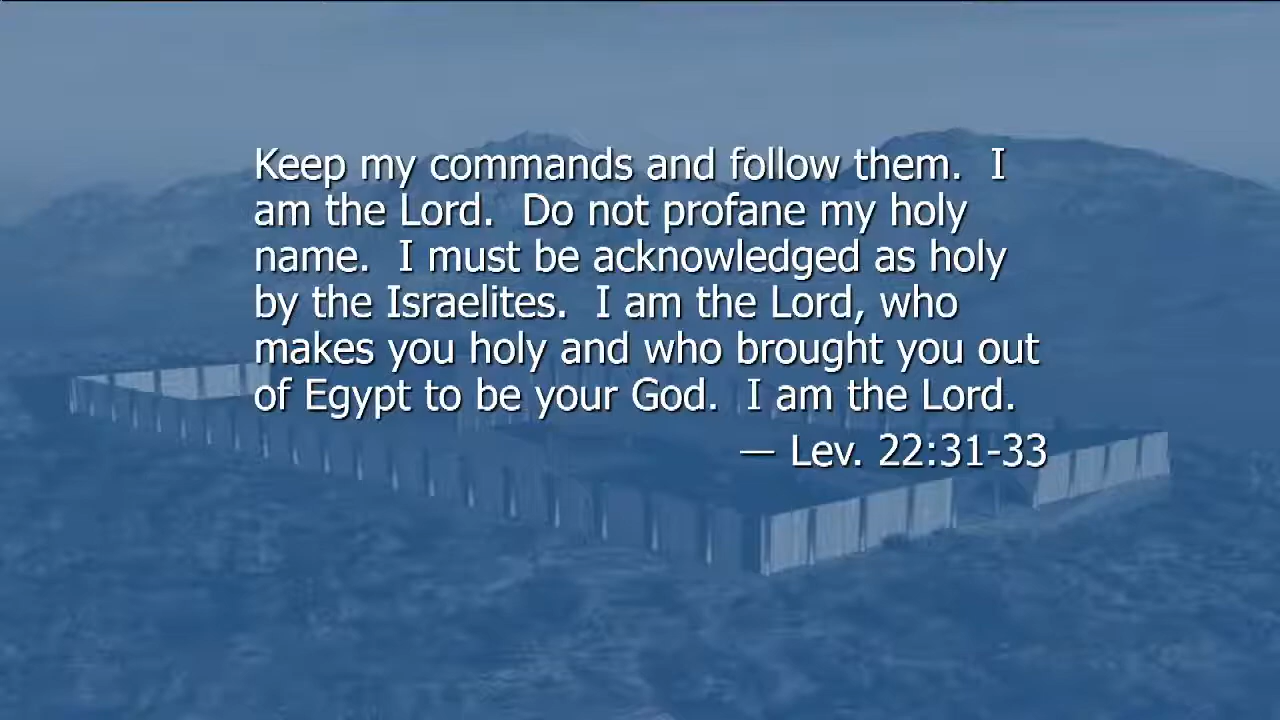 Keep my commands and follow them.  I
am the Lord.  Do not profane my holy
name.  I must be acknowledged as holy
by the Israelites.  I am the Lord, who
makes you holy and who brought you out
of Egypt to be your God.  I am the Lord.
— Lev. 22:31-33